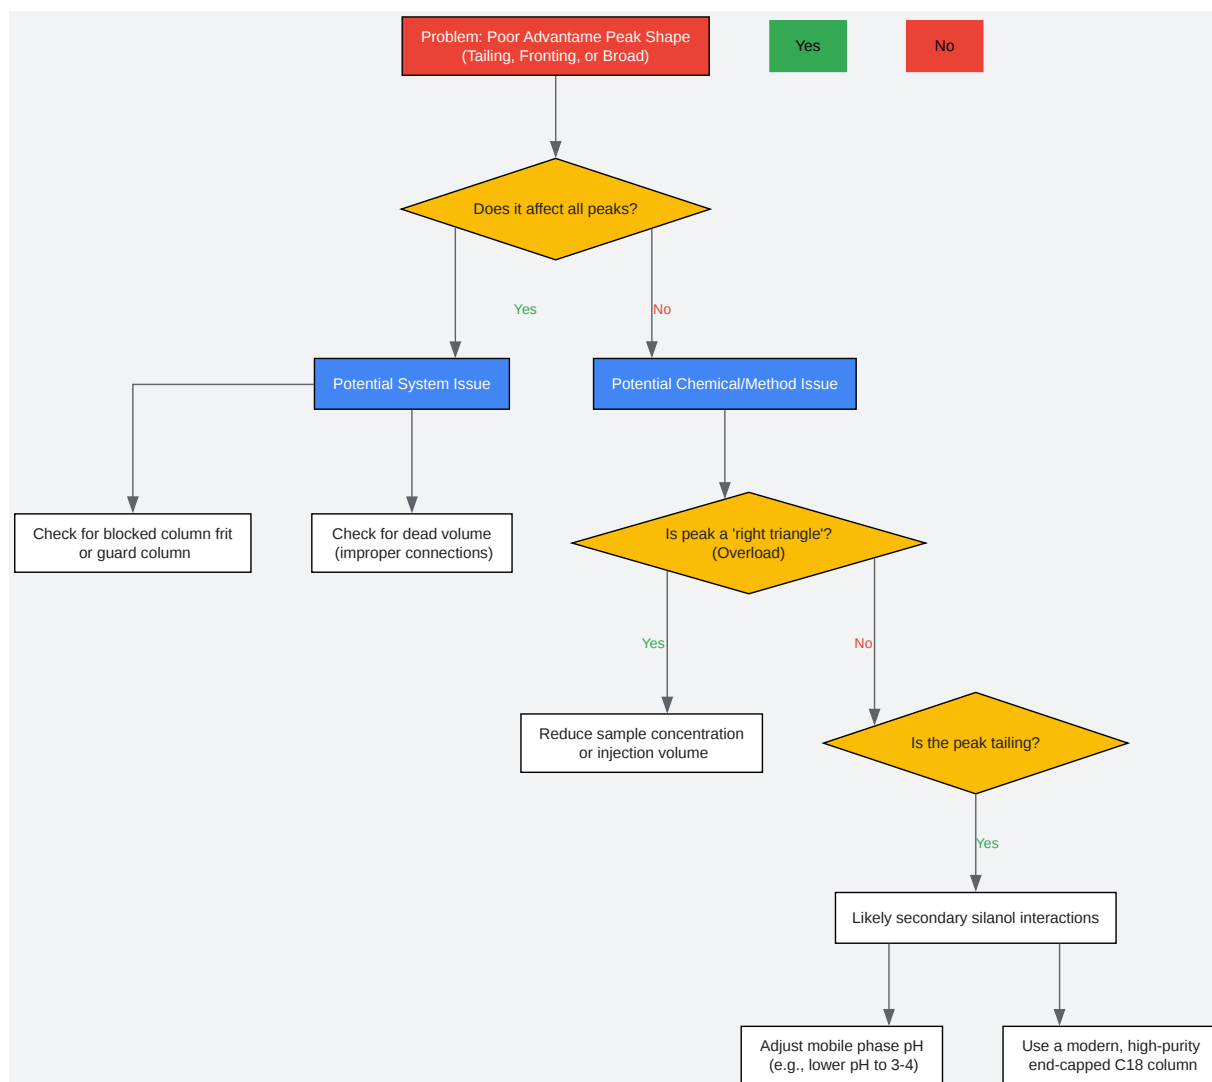 Problem: Poor Advantame Peak Shape
(Tailing, Fronting, or Broad)
Yes
No
Does it affect all peaks?
Yes
No
Potential System Issue
Potential Chemical/Method Issue
Check for blocked column frit
or guard column
Check for dead volume
(improper connections)
Is peak a 'right triangle'?
(Overload)
Yes
No
Reduce sample concentration
or injection volume
Is the peak tailing?
Yes
Likely secondary silanol interactions
Adjust mobile phase pH
(e.g., lower pH to 3-4)
Use a modern, high-purity
end-capped C18 column